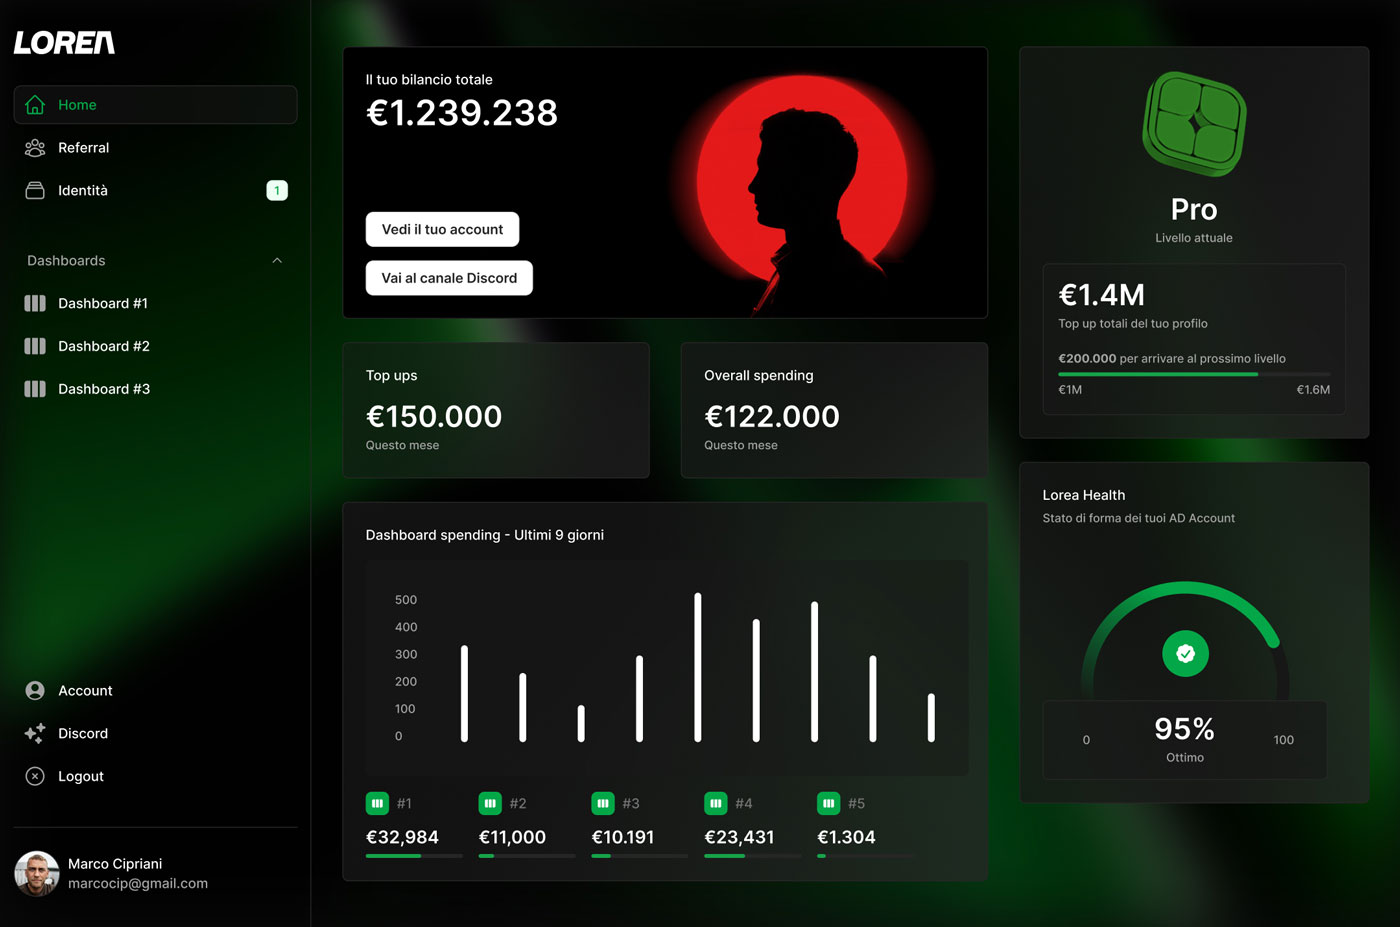 LOREA
Home
Referral
Identità
1
Dashboards
Dashboard #1
Dashboard #2
Dashboard #3
Account
Discord
Logout
Marco Cipriani
marcocip@gmail.com
Il tuo bilancio totale
€1.239.238
Vedi il tuo account
Vai al canale Discord
Top ups
€150.000
Questo mese
Overall spending
€122.000
Questo mese
Dashboard spending - Ultimi 9 giorni
500
400
300
200
100
0
#1
#2
#3
#4
#5
€32,984
€11,000
€10.191
€23,431
€1.304
Pro
Livello attuale
€1.4M
Top up totali del tuo profilo
€200.000 per arrivare al prossimo livello
€1M
€1.6M
Lorea Health
Stato di forma dei tuoi AD Account
0
95%
100
Ottimo